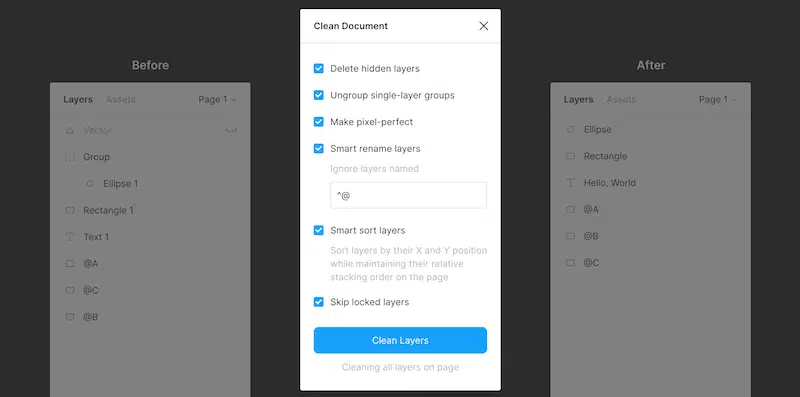 Before
Layers Assets Page 1
Vector
Group
Ellipse 1
Rectangle 1
Text 1
@A
@C
@B
Clean Document
Delete hidden layers
Ungroup single-layer groups
Make pixel-perfect
Smart rename layers
Ignore layers named
^@
Smart sort layers
Sort layers by their X and Y position
while maintaining their relative
stacking order on the page
Skip locked layers
Clean Layers
Cleaning all layers on page
After
Layers Assets Page 1
Ellipse
Rectangle
Hello, World
@A
@B
@C